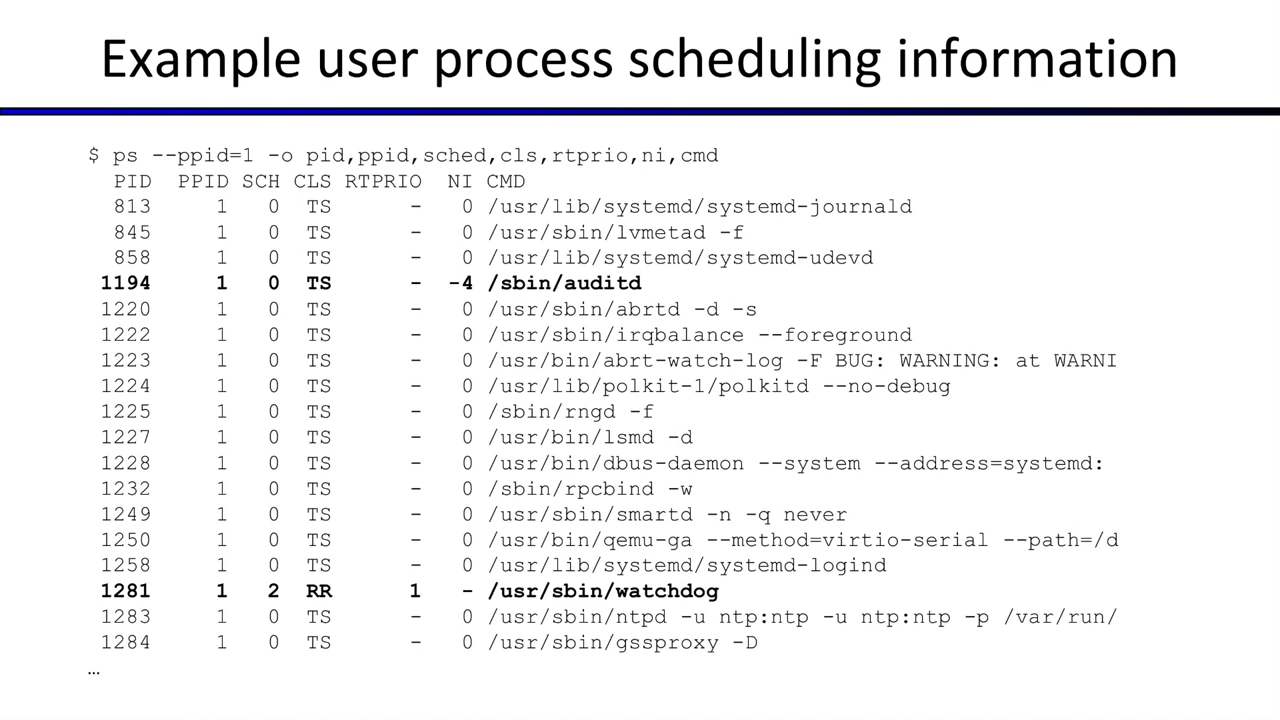 Example user process scheduling information
$ ps --ppid=1 -o pid,ppid,sched,cls,rtprio,ni,cmd
PID PPID SCH CLS RTPRIO NI CMD
813 1 0 TS - 0 /usr/lib/systemd/systemd-journald
845 1 0 TS - 0 /usr/sbin/lvmetad -f
858 1 0 TS - 0 /usr/lib/systemd/systemd-udevd
1194 1 0 TS - -4 /sbin/auditd
1220 1 0 TS - 0 /usr/sbin/abrtd -d -s
1222 1 0 TS - 0 /usr/sbin/irqbalance --foreground
1223 1 0 TS - 0 /usr/bin/abrt-watch-log -F BUG: WARNING: at WARNI
1224 1 0 TS - 0 /usr/lib/polkit-1/polkitd --no-debug
1225 1 0 TS - 0 /sbin/rngd -f
1227 1 0 TS - 0 /usr/bin/lsmd -d
1228 1 0 TS - 0 /usr/bin/dbus-daemon --system --address=systemd:
1232 1 0 TS - 0 /sbin/rpcbind -w
1249 1 0 TS - 0 /usr/sbin/smartd -n -q never
1250 1 0 TS - 0 /usr/bin/qemu-ga --method=virtio-serial --path=/d
1258 1 0 TS - 0 /usr/lib/systemd/systemd-logind
1281 1 2 RR 1 - /usr/sbin/watchdog
1283 1 0 TS - 0 /usr/sbin/ntpd -u ntp:ntp -u ntp:ntp -p /var/run/
1284 1 0 TS - 0 /usr/sbin/gssproxy -D
…